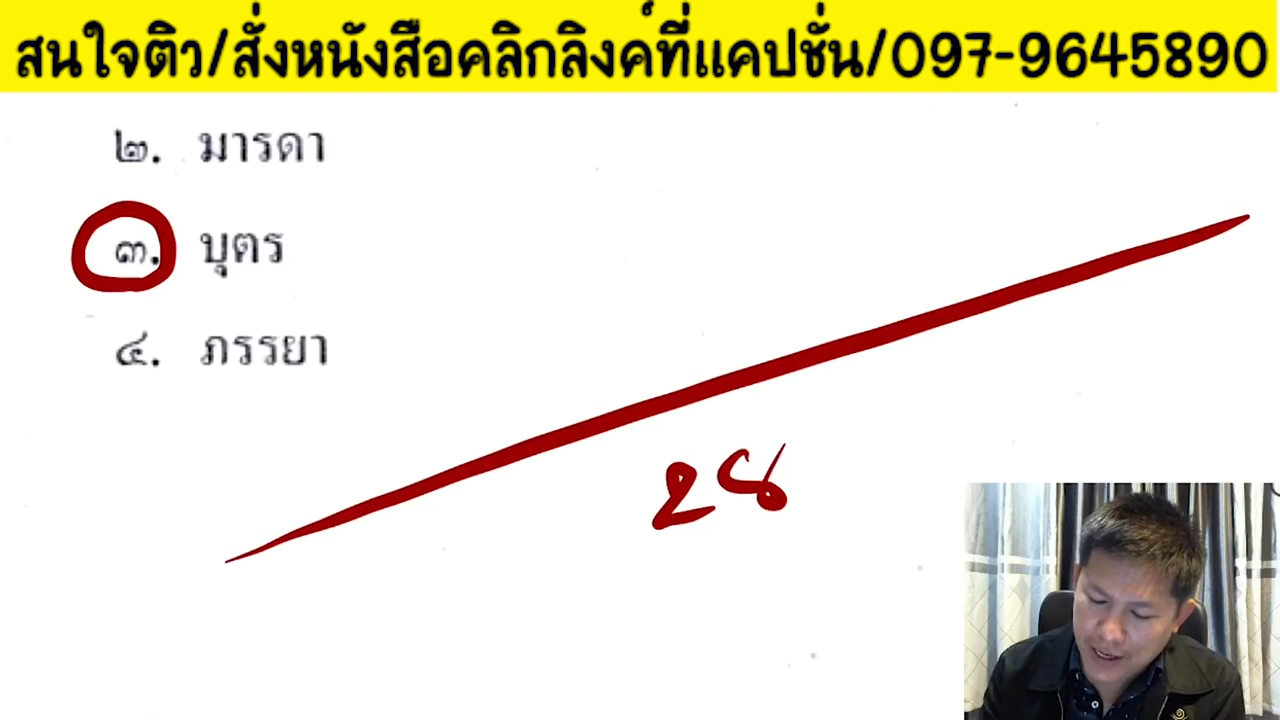 สนใจติว/สั่งหนังสือคลิกลิงค์ที่แคปชั่น/097-9645890
๒. มารดา
๓. บุตร
๔. ภรรยา
28